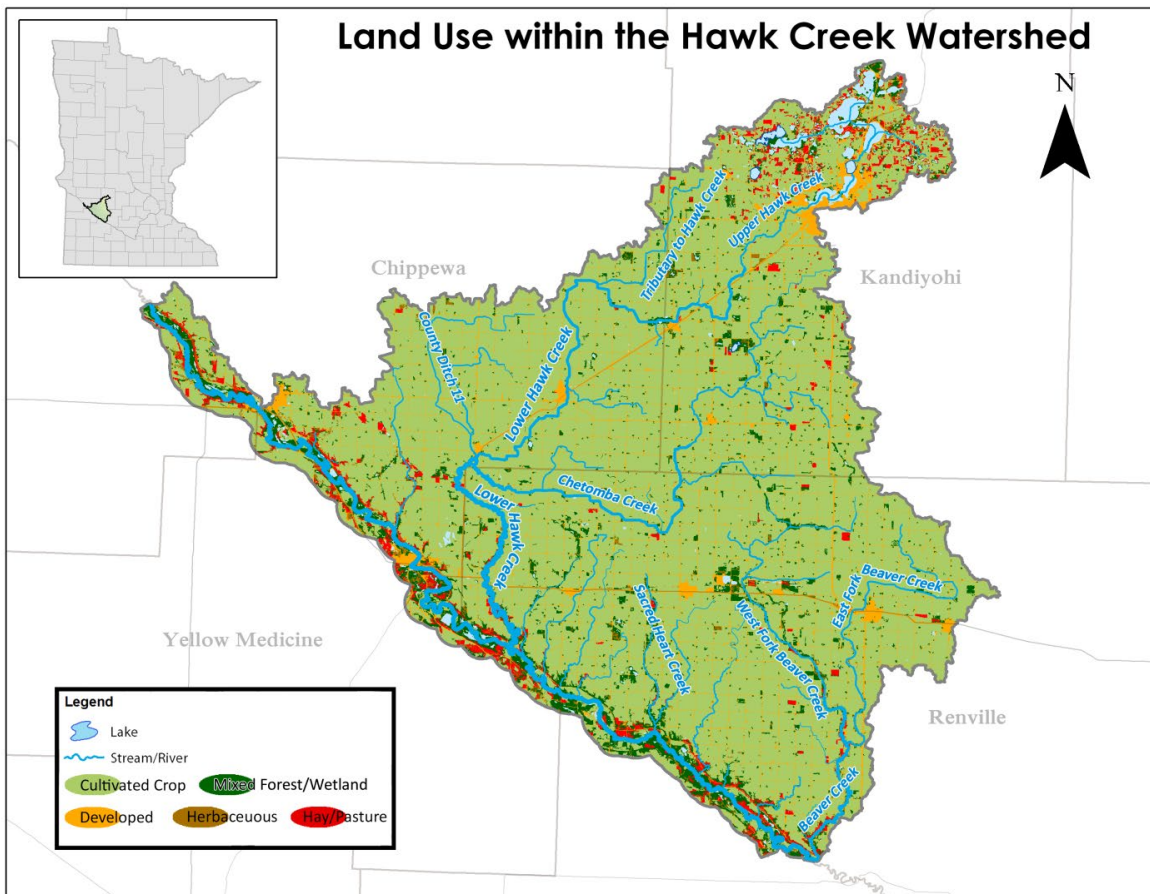 Land Use within the Hawk Creek Watershed
N
Chippewa
Kandiyohi
Tributary to Hawk Creek
Upper Hawk Creek
County Ditch 11
Lower Hawk Creek
Chetomba Creek
Lower Hawk Creek
Sacred Heart Creek
West Fork Beaver Creek
East Fork Beaver Creek
Beaver Creek
Yellow Medicine
Renville
Legend
Lake
Stream/River
Cultivated Crop Mixed Forest/Wetland
Developed Herbaceuous Hay/Pasture